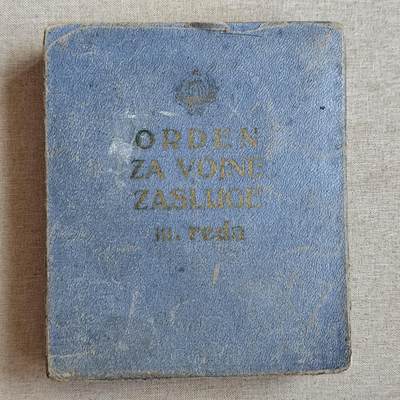 ORDEN
ZA VOJNE
ZASLUGE
III. reda